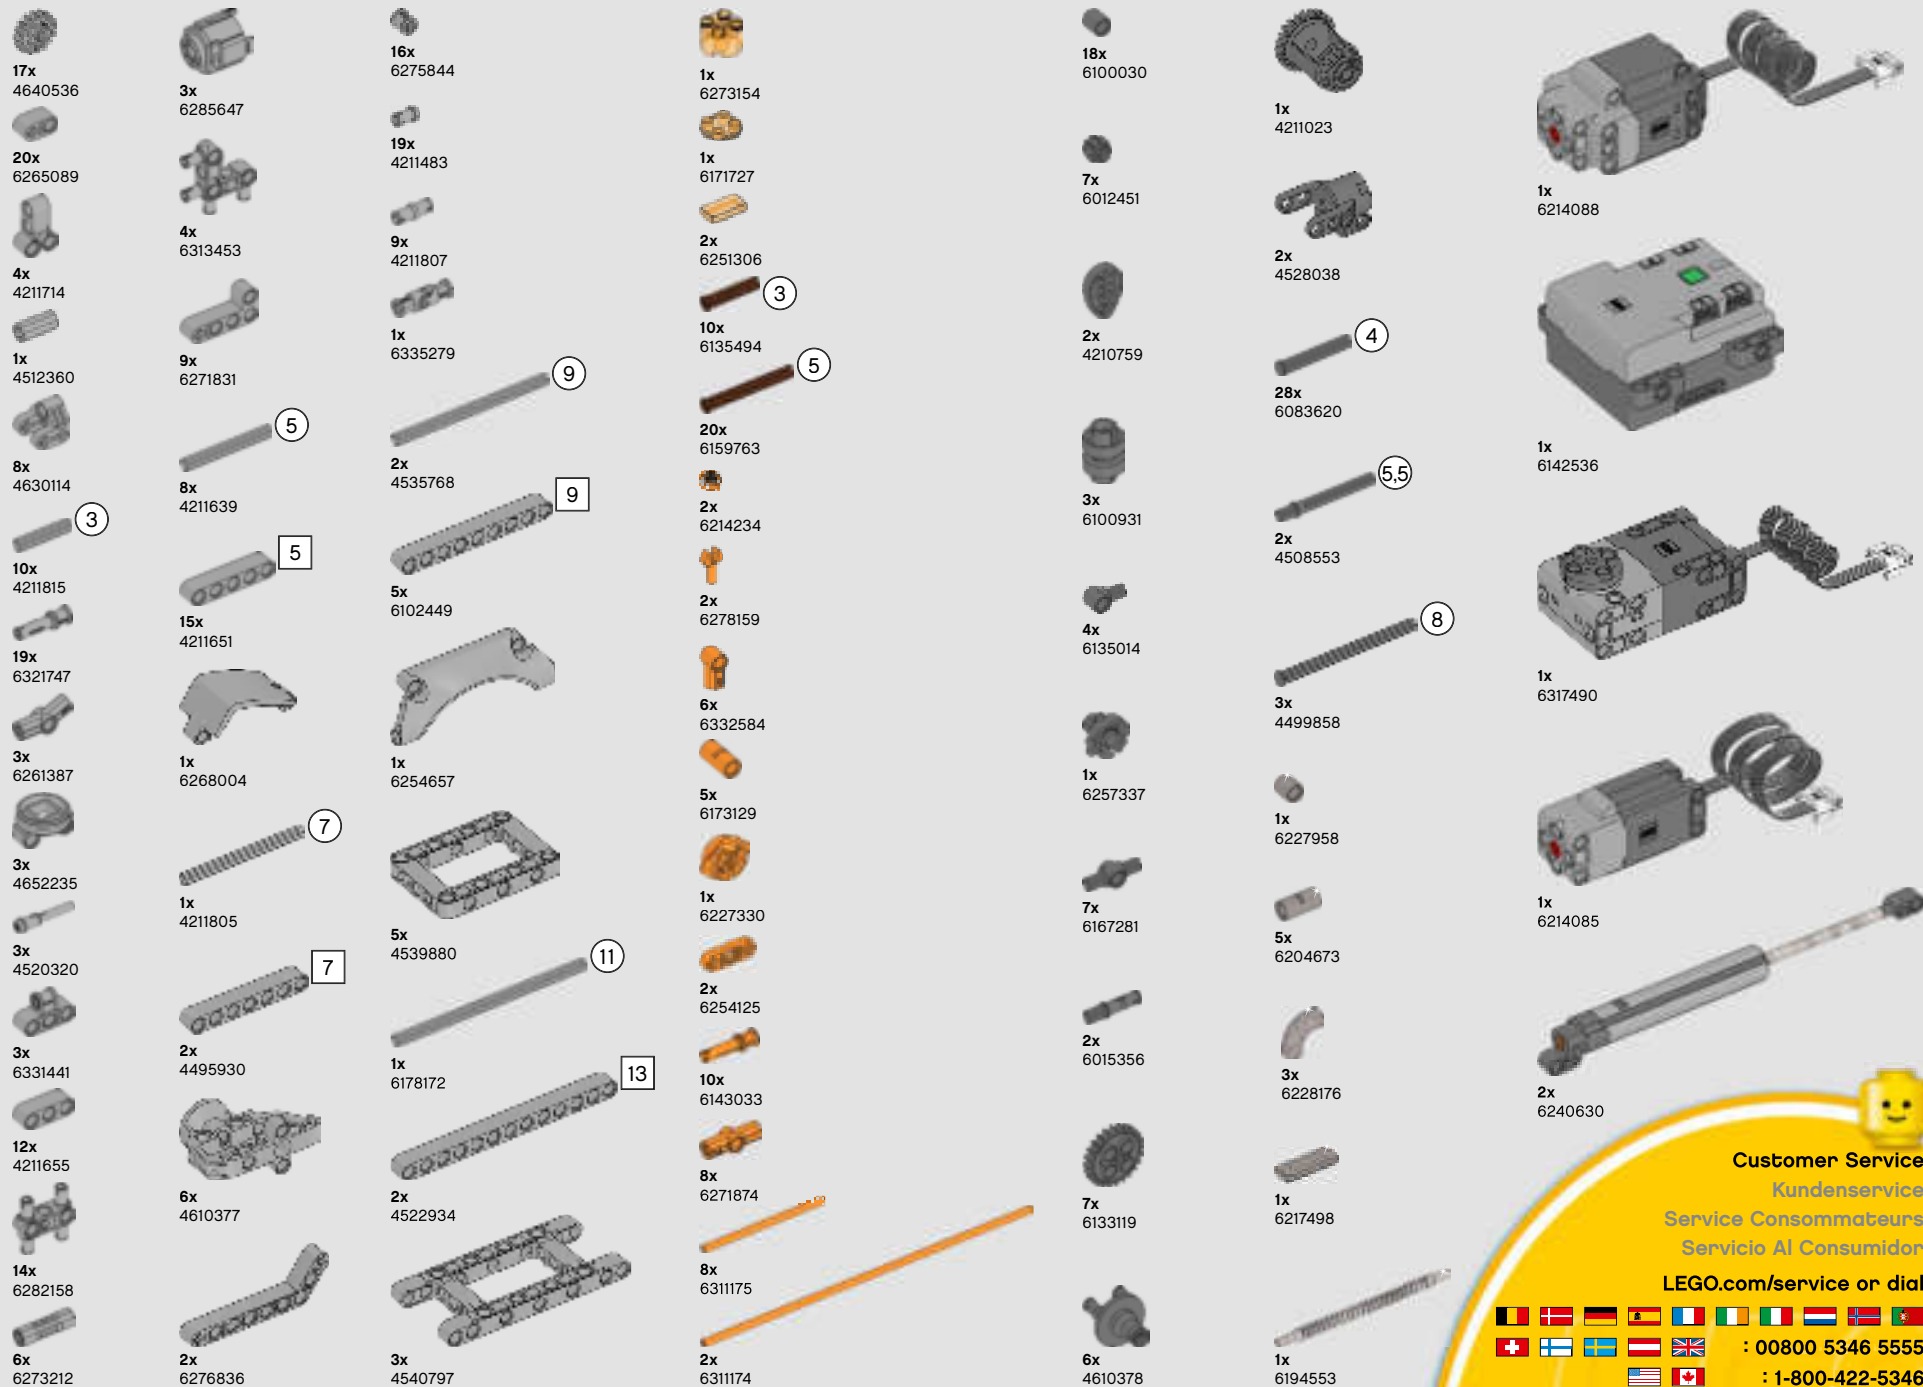 17x
4640536
20x
6265089
4x
4211714
1x
4512360
8x
4630114
3
10x
4211815
19x
6321747
3x
6261387
3x
4652235
3x
4520320
3x
6331441
12x
4211655
14x
6282158
6x
6273212
3x
6285647
4x
6313453
9x
6271831
5
8x
4211639
5
15x
4211651
1x
6268004
7
1x
4211805
7
2x
4495930
6x
4610377
2x
6276836
16x
6275844
19x
4211483
9x
4211807
1x
6335279
9
2x
4535768
9
5x
6102449
1x
6254657
5x
4539880
11
1x
6178172
13
2x
4522934
3x
4540797
1x
6273154
1x
6171727
2x
6251306
3
10x
6135494
5
20x
6159763
2x
6214234
2x
6278159
6x
6332584
5x
6173129
1x
6227330
2x
6254125
10x
6143033
8x
6271874
8x
6311175
2x
6311174
18x
6100030
7x
6012451
2x
4210759
3x
6100931
4x
6135014
1x
6257337
7x
6167281
2x
6015356
7x
6133119
6x
4610378
1x
4211023
2x
4528038
4
28x
6083620
5,5
2x
4508553
8
3x
4499858
1x
6227958
5x
6204673
3x
6228176
1x
6217498
1x
6194553
1x
6214088
1x
6142536
1x
6317490
1x
6214085
2x
6240630
Customer Service
Kundenservice
Service Consommateurs
Servicio Al Consumidor
LEGO.com/service or dial
: 00800 5346 5555
: 1-800-422-5346